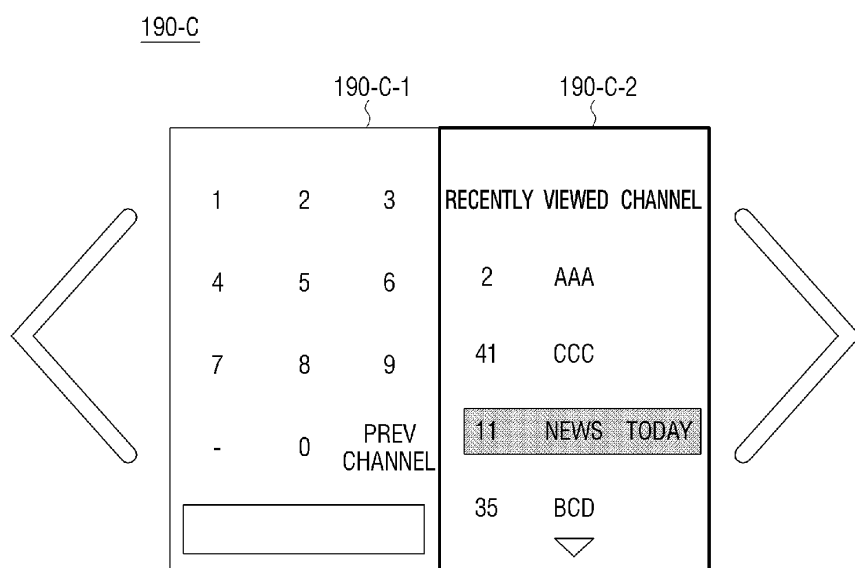 190-C
190-C-1
190-C-2
1 2 3
4 5 6
7 8 9
- 0 PREV CHANNEL
RECENTLY VIEWED CHANNEL
2 AAA
41 CCC
11 NEWS TODAY
35 BCD